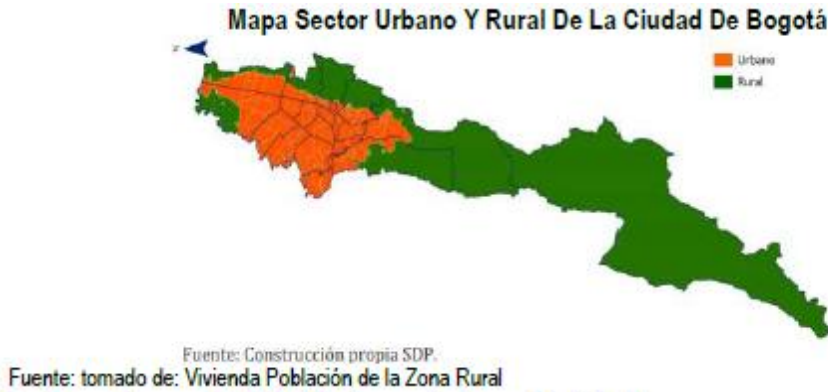 Mapa Sector Urbano Y Rural De La Ciudad De Bogotá
Urbano
Rural
Fuente: Construcción propia SDP.
Fuente: tomado de: Vivienda Población de la Zona Rural